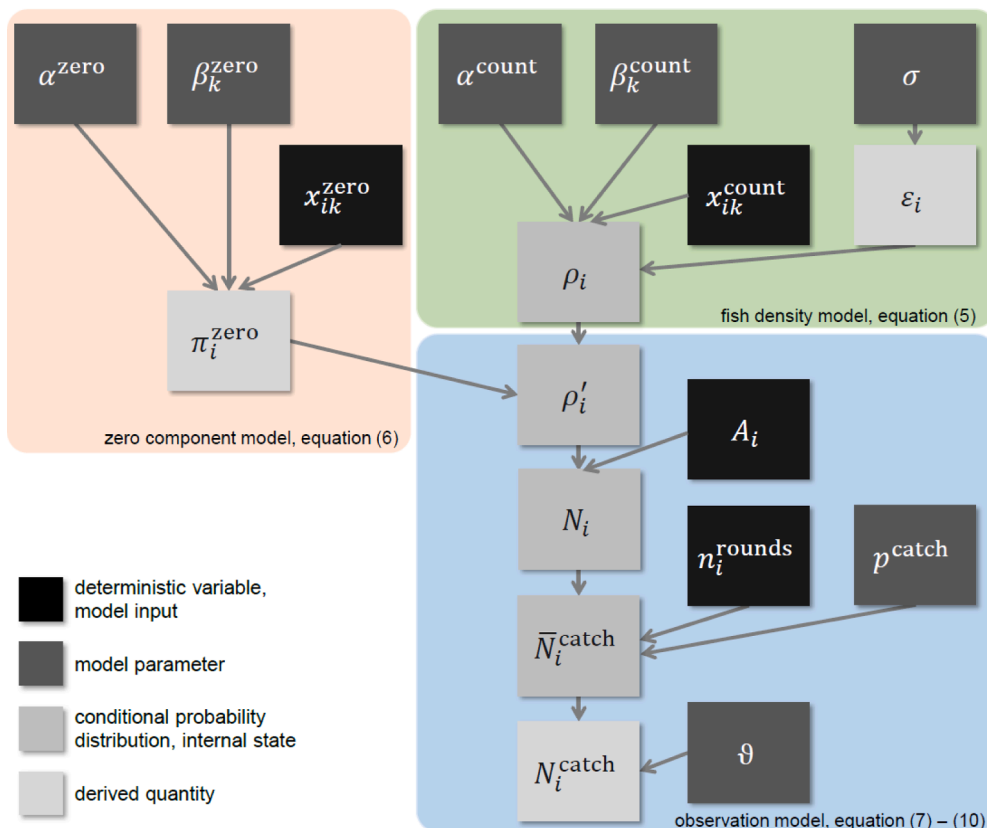 α^zero
β_k^zero
x_ik^zero
π_i^zero
zero component model, equation (6)
α^count
β_k^count
σ
x_ik^count
ε_i
ρ_i
fish density model, equation (5)
ρ_i′
A_i
N_i
n_i^rounds
p^catch
N̅_i^catch
N_i^catch
ϑ
observation model, equation (7) – (10)
deterministic variable,
model input
model parameter
conditional probability
distribution, internal state
derived quantity